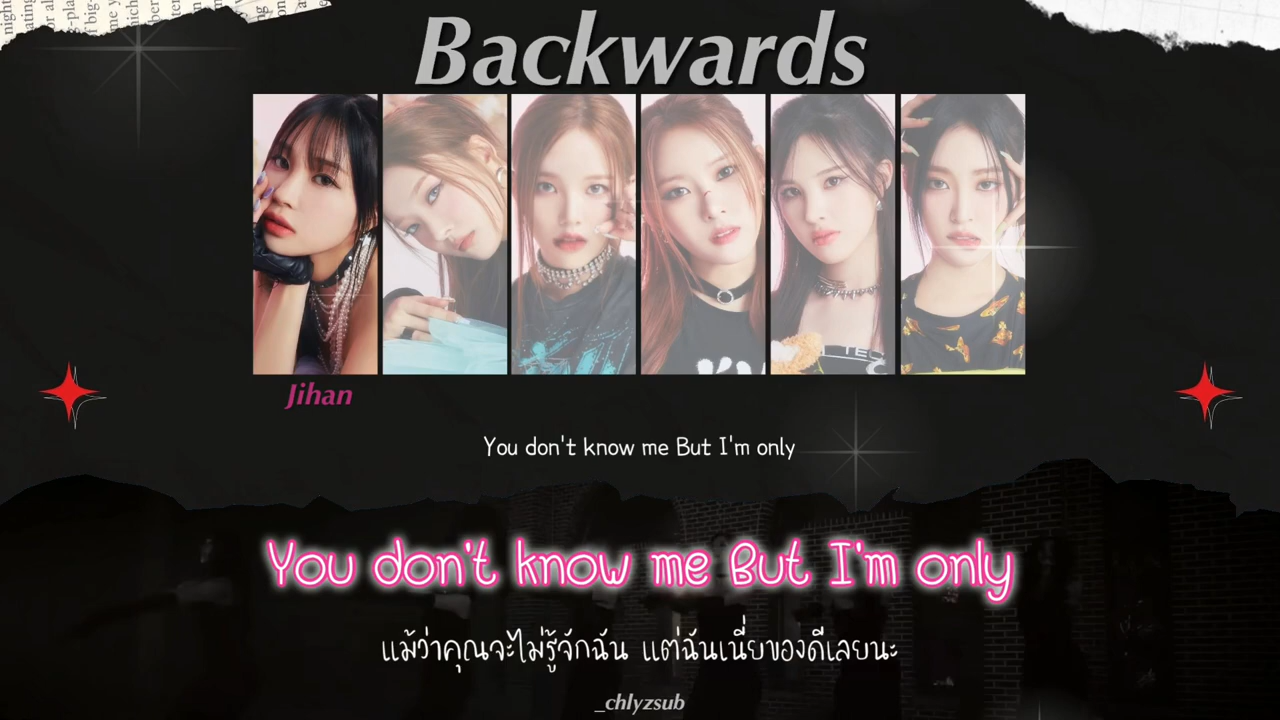 Backwards
Jihan
You don't know me But I'm only
You don't know me But I'm only
แม้ว่าคุณจะไม่รู้จักฉัน แต่ฉันเนี่ยของดีเลยนะ
_chlyzsub